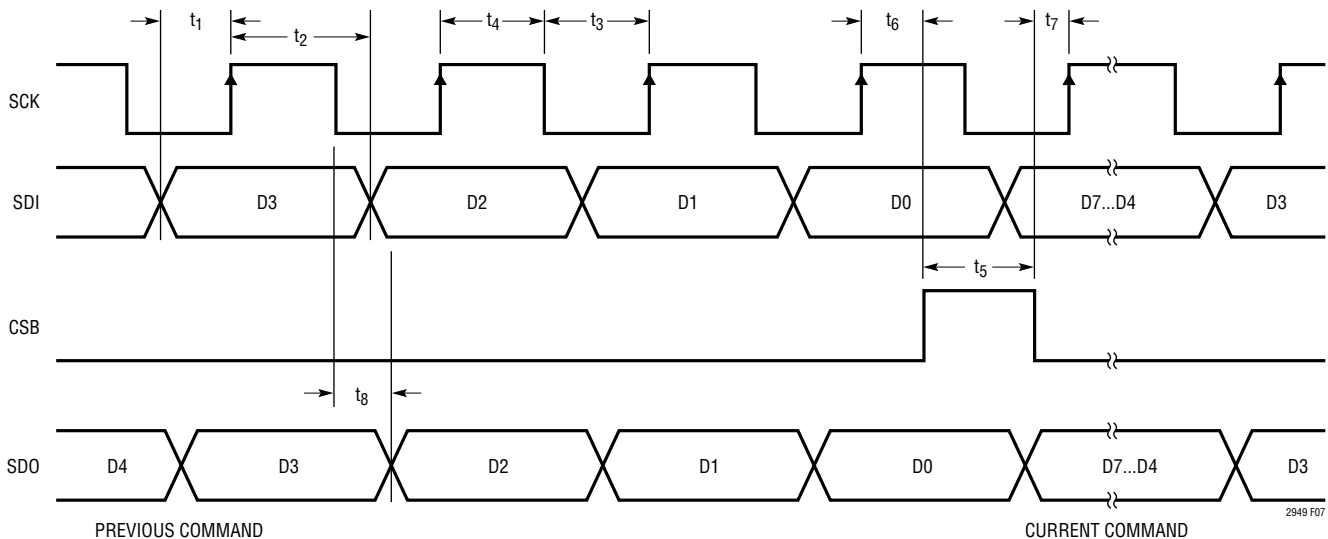 t1 t2 t4 t3 t6 t7
SCK
SDI D3 D2 D1 D0 D7...D4 D3
t5
CSB
t8
SDO D4 D3 D2 D1 D0 D7...D4 D3
2949 F07
PREVIOUS COMMAND CURRENT COMMAND